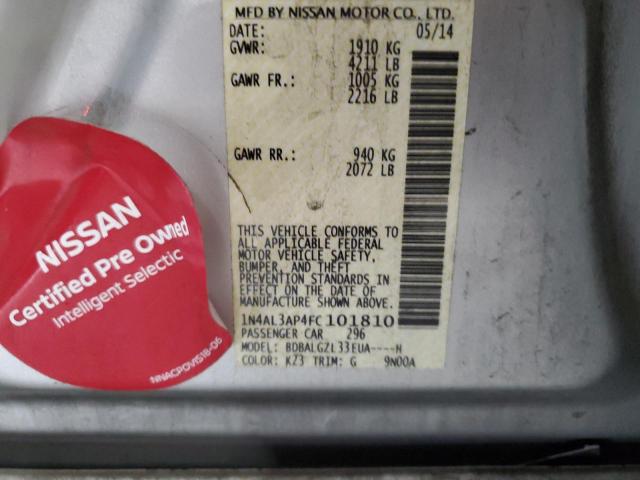 MFD BY NISSAN MOTOR CO., LTD.
DATE: 05/14
GVWR: 1910 KG
4211 LB
GAWR FR.: 1005 KG
2216 LB
GAWR RR.: 940 KG
2072 LB
THIS VEHICLE CONFORMS TO
ALL APPLICABLE FEDERAL
MOTOR VEHICLE SAFETY,
BUMPER, AND THEFT
PREVENTION STANDARDS IN
EFFECT ON THE DATE OF
MANUFACTURE SHOWN ABOVE.
1N4AL3AP4FC101810
PASSENGER CAR 296
MODEL: BDBALGZL33EUA----H
COLOR: KZ3 TRIM: G 9N00A
NISSAN
Certified Pre Owned
Intelligent Selectic
NNACPOVIS18-06